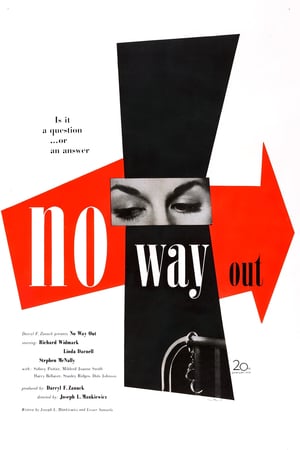 Is it
a question
...or
an answer
no way out
Darryl F. Zanuck presents No Way Out
starring Richard Widmark
Linda Darnell
Stephen McNally
with Sidney Poitier, Mildred Joanne Smith
Harry Bellaver, Stanley Ridges, Dots Johnson
produced by Darryl F. Zanuck
directed by Joseph L. Mankiewicz
Written by Joseph L. Mankiewicz and Lesser Samuels
20